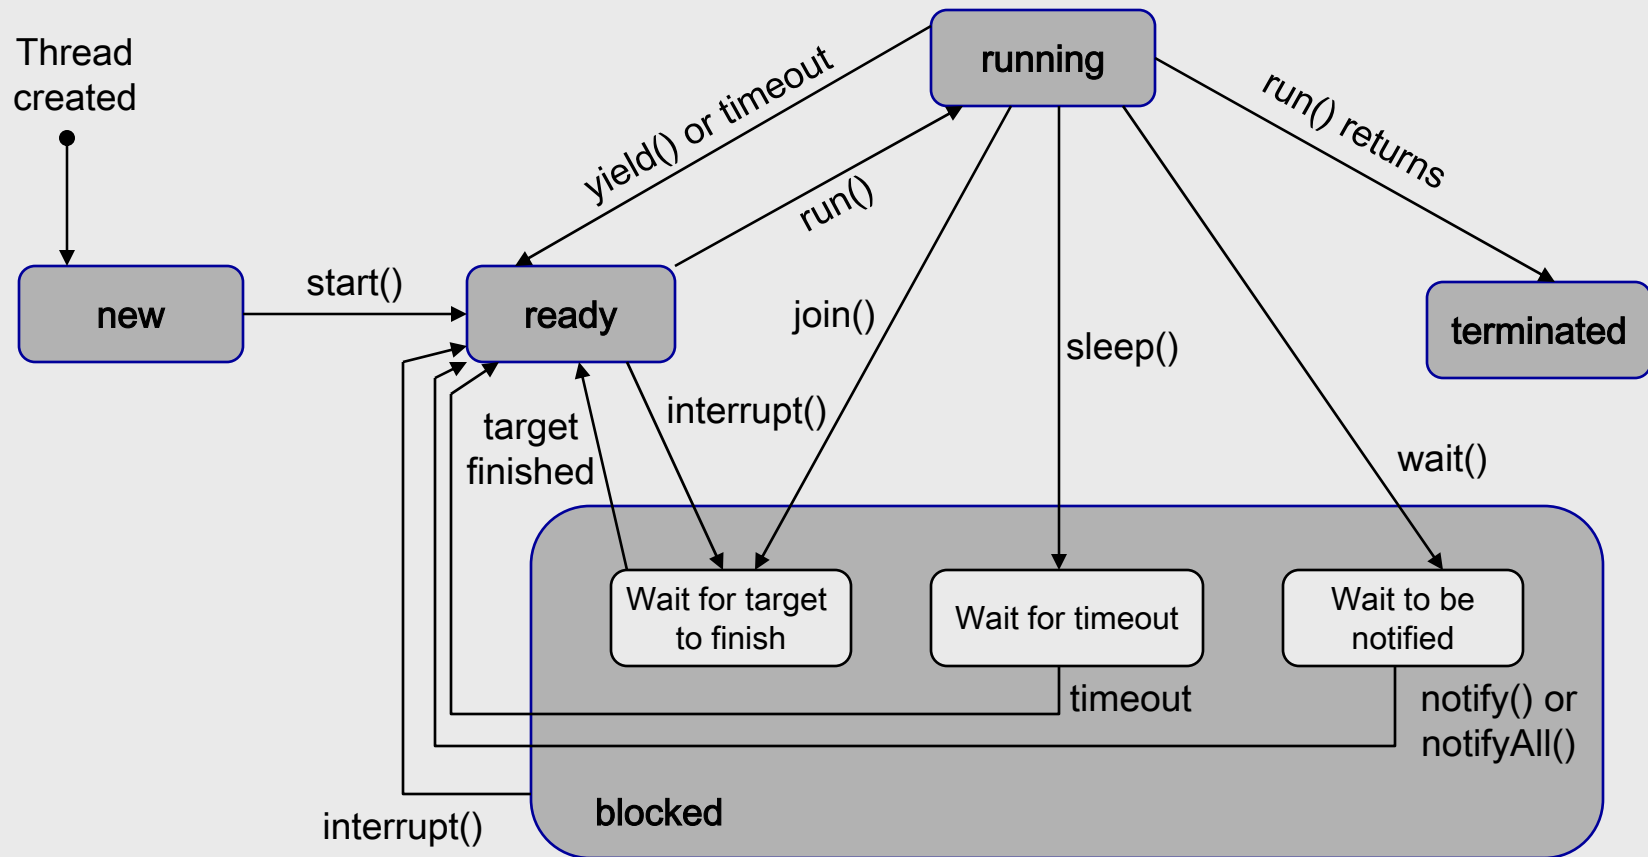 Thread
created
running
yield() or timeout
run() returns
run()
new
start()
ready
join()
sleep()
terminated
interrupt()
target
finished
wait()
Wait for target
to finish
Wait for timeout
Wait to be
notified
timeout
notify() or
notifyAll()
interrupt()
blocked